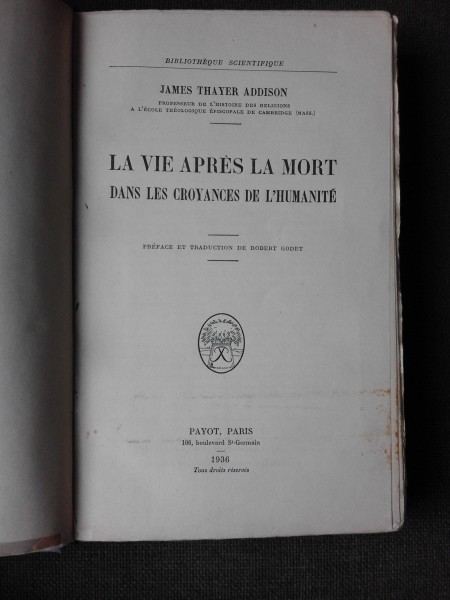 BIBLIOTHÈQUE SCIENTIFIQUE
JAMES THAYER ADDISON
PROFESSEUR DE L'HISTOIRE DES RELIGIONS
A L'ÉCOLE THÉOLOGIQUE ÉPISCOPALE DE CAMBRIDGE (MASS.)
LA VIE APRÈS LA MORT
DANS LES CROYANCES DE L'HUMANITÉ
PRÉFACE ET TRADUCTION DE ROBERT GODET
PAYOT, PARIS
106, boulevard St-Germain
1936
Tous droits réservés